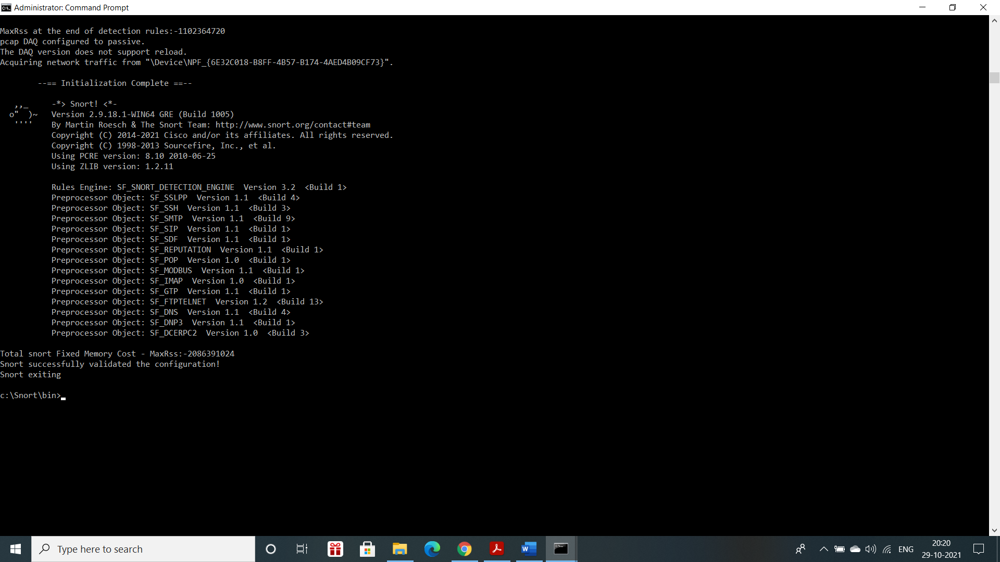 Administrator: Command Prompt
MaxRss at the end of detection rules:-1102364720
pcap DAQ configured to passive.
The DAQ version does not support reload.
Acquiring network traffic from "\Device\NPF_{6E32C018-B8FF-4B57-B174-4AED4B09CF73}".
--== Initialization Complete ==--
,,_     -*> Snort! <*-
o"  )~   Version 2.9.18.1-WIN64 GRE (Build 1005)
''''    By Martin Roesch & The Snort Team: http://www.snort.org/contact#team
Copyright (C) 2014-2021 Cisco and/or its affiliates. All rights reserved.
Copyright (C) 1998-2013 Sourcefire, Inc., et al.
Using PCRE version: 8.10 2010-06-25
Using ZLIB version: 1.2.11
Rules Engine: SF_SNORT_DETECTION_ENGINE  Version 3.2  <Build 1>
Preprocessor Object: SF_SSLPP  Version 1.1  <Build 4>
Preprocessor Object: SF_SSH  Version 1.1  <Build 3>
Preprocessor Object: SF_SMTP  Version 1.1  <Build 9>
Preprocessor Object: SF_SIP  Version 1.1  <Build 1>
Preprocessor Object: SF_SDF  Version 1.1  <Build 1>
Preprocessor Object: SF_REPUTATION  Version 1.1  <Build 1>
Preprocessor Object: SF_POP  Version 1.0  <Build 1>
Preprocessor Object: SF_MODBUS  Version 1.1  <Build 1>
Preprocessor Object: SF_IMAP  Version 1.0  <Build 1>
Preprocessor Object: SF_GTP  Version 1.1  <Build 1>
Preprocessor Object: SF_FTPTELNET  Version 1.2  <Build 13>
Preprocessor Object: SF_DNS  Version 1.1  <Build 4>
Preprocessor Object: SF_DNP3  Version 1.1  <Build 1>
Preprocessor Object: SF_DCERPC2  Version 1.0  <Build 3>
Total snort Fixed Memory Cost - MaxRss:-2086391024
Snort successfully validated the configuration!
Snort exiting
c:\Snort\bin>
Type here to search
ENG
20:20
29-10-2021